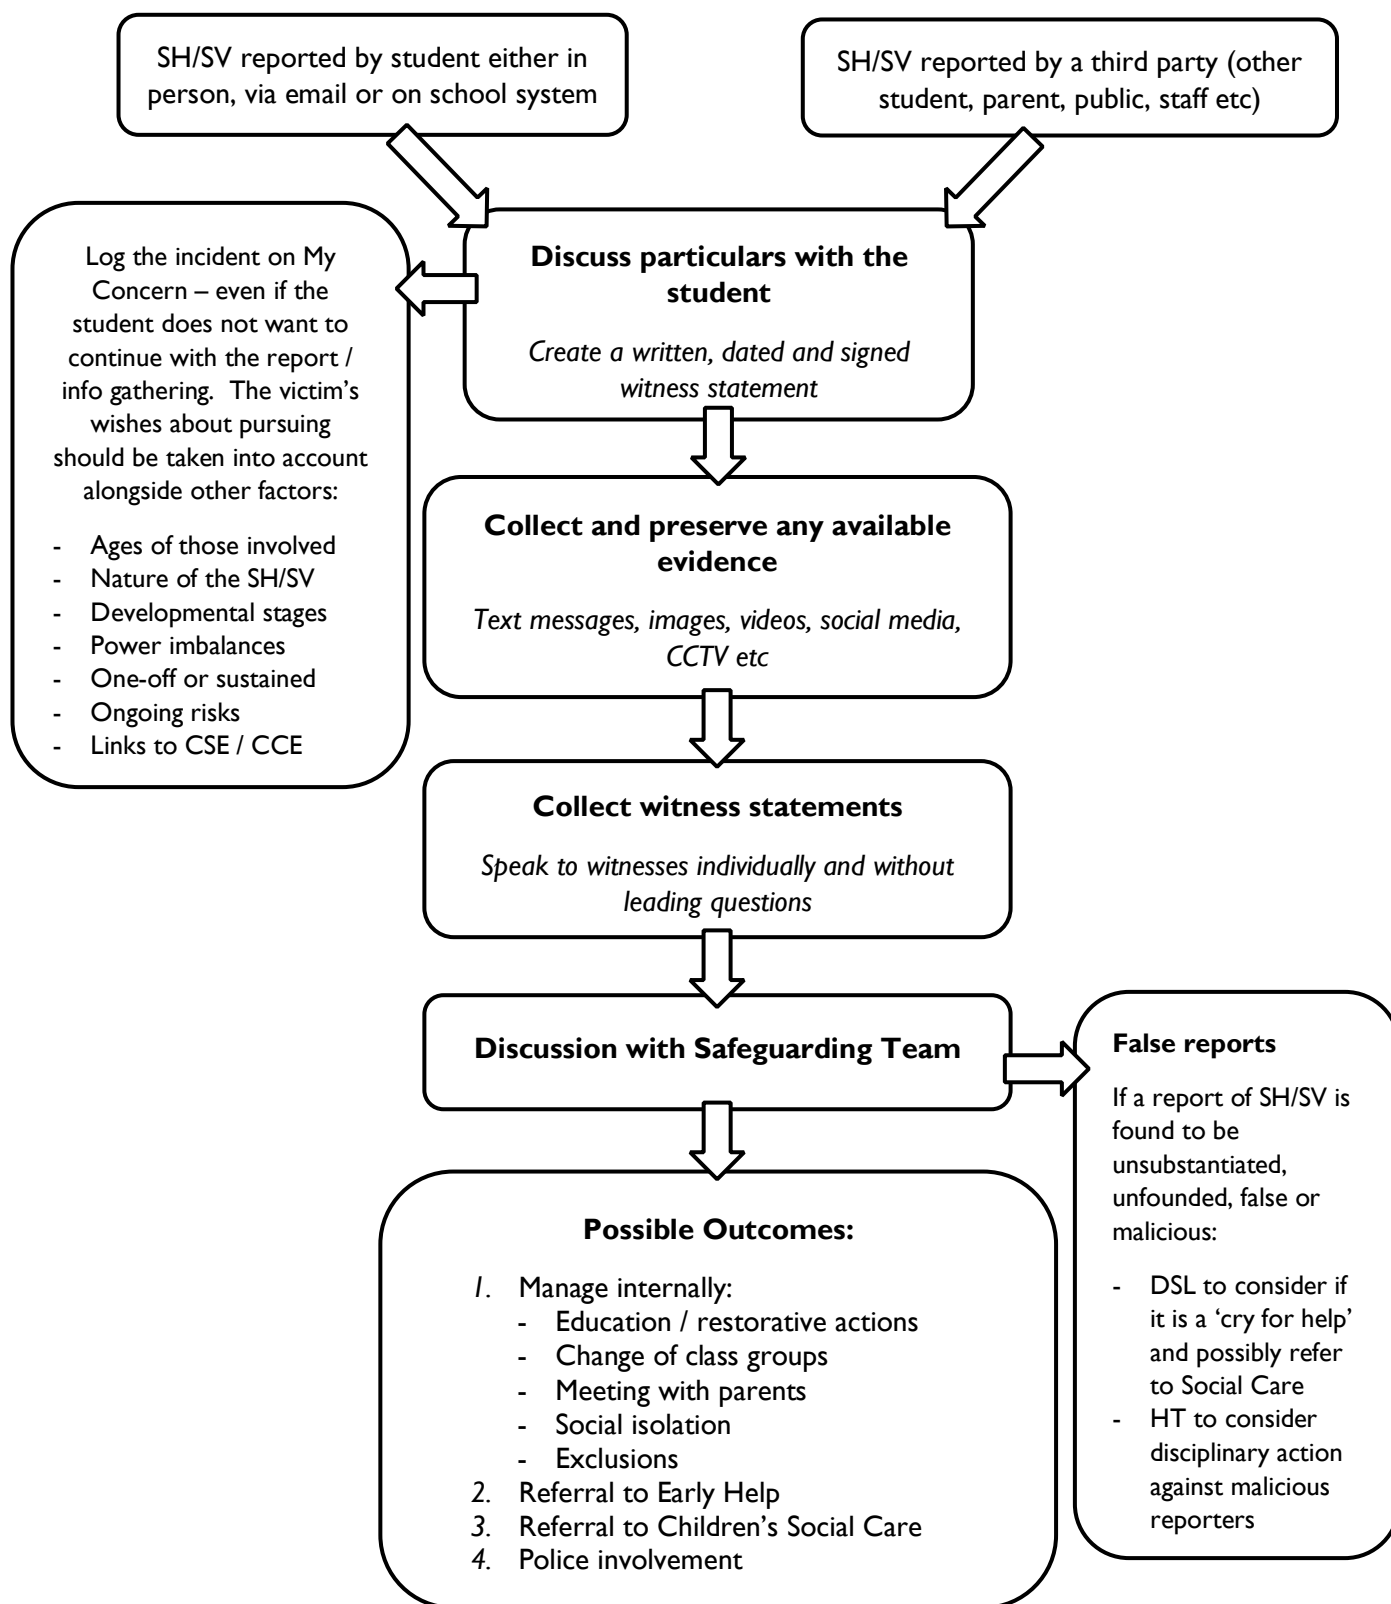 SH/SV reported by student either in
person, via email or on school system
SH/SV reported by a third party (other
student, parent, public, staff etc)
Discuss particulars with the
student
Create a written, dated and signed
witness statement
Log the incident on My
Concern – even if the
student does not want to
continue with the report /
info gathering.  The victim’s
wishes about pursuing
should be taken into account
alongside other factors:
- Ages of those involved
- Nature of the SH/SV
- Developmental stages
- Power imbalances
- One-off or sustained
- Ongoing risks
- Links to CSE / CCE
Collect and preserve any available
evidence
Text messages, images, videos, social media,
CCTV etc
Collect witness statements
Speak to witnesses individually and without
leading questions
Discussion with Safeguarding Team
False reports
If a report of SH/SV is
found to be
unsubstantiated,
unfounded, false or
malicious:
- DSL to consider if
it is a ‘cry for help’
and possibly refer
to Social Care
- HT to consider
disciplinary action
against malicious
reporters
Possible Outcomes:
1. Manage internally:
- Education / restorative actions
- Change of class groups
- Meeting with parents
- Social isolation
- Exclusions
2. Referral to Early Help
3. Referral to Children’s Social Care
4. Police involvement